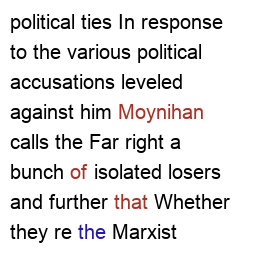 political ties In response
to the various political
accusations leveled
against him Moynihan
calls the Far right a
bunch of isolated losers
and further that Whether
they re the Marxist